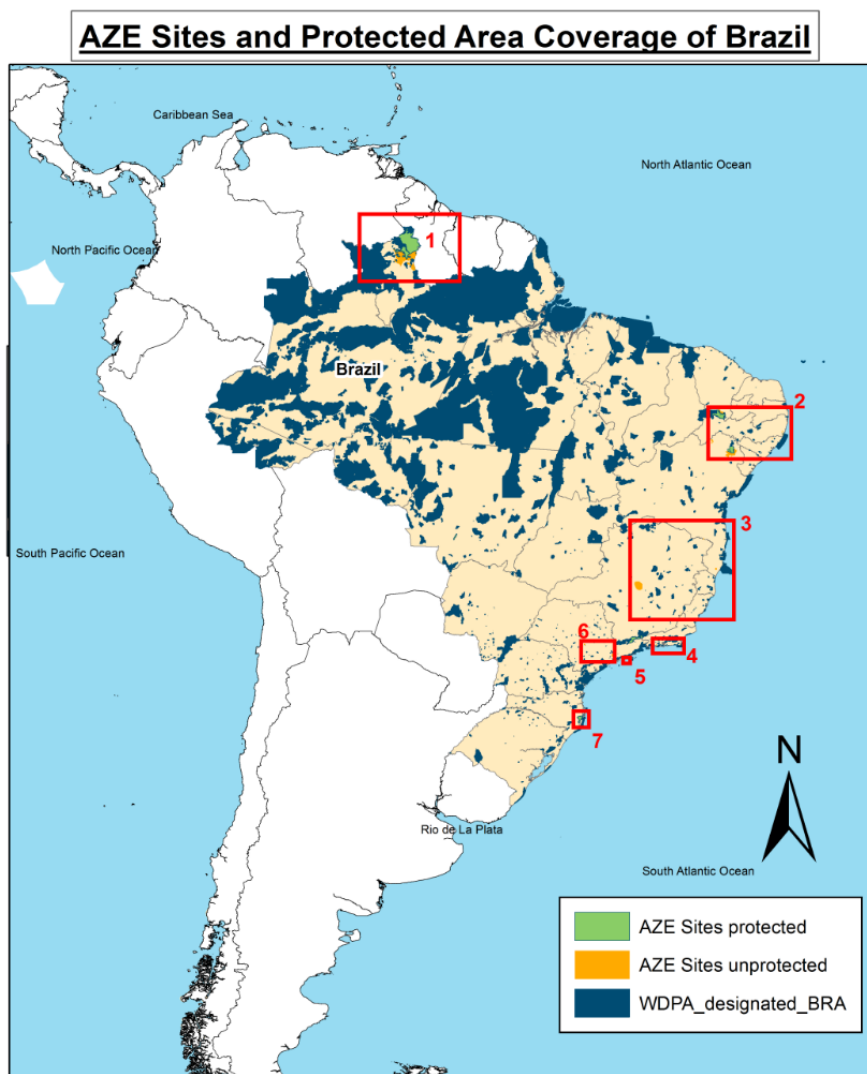 AZE Sites and Protected Area Coverage of Brazil
Caribbean Sea
North Atlantic Ocean
1
North Pacific Ocean
Brazil
2
3
South Pacific Ocean
6
4
5
7
N
Rio de La Plata
South Atlantic Ocean
AZE Sites protected
AZE Sites unprotected
WDPA_designated_BRA